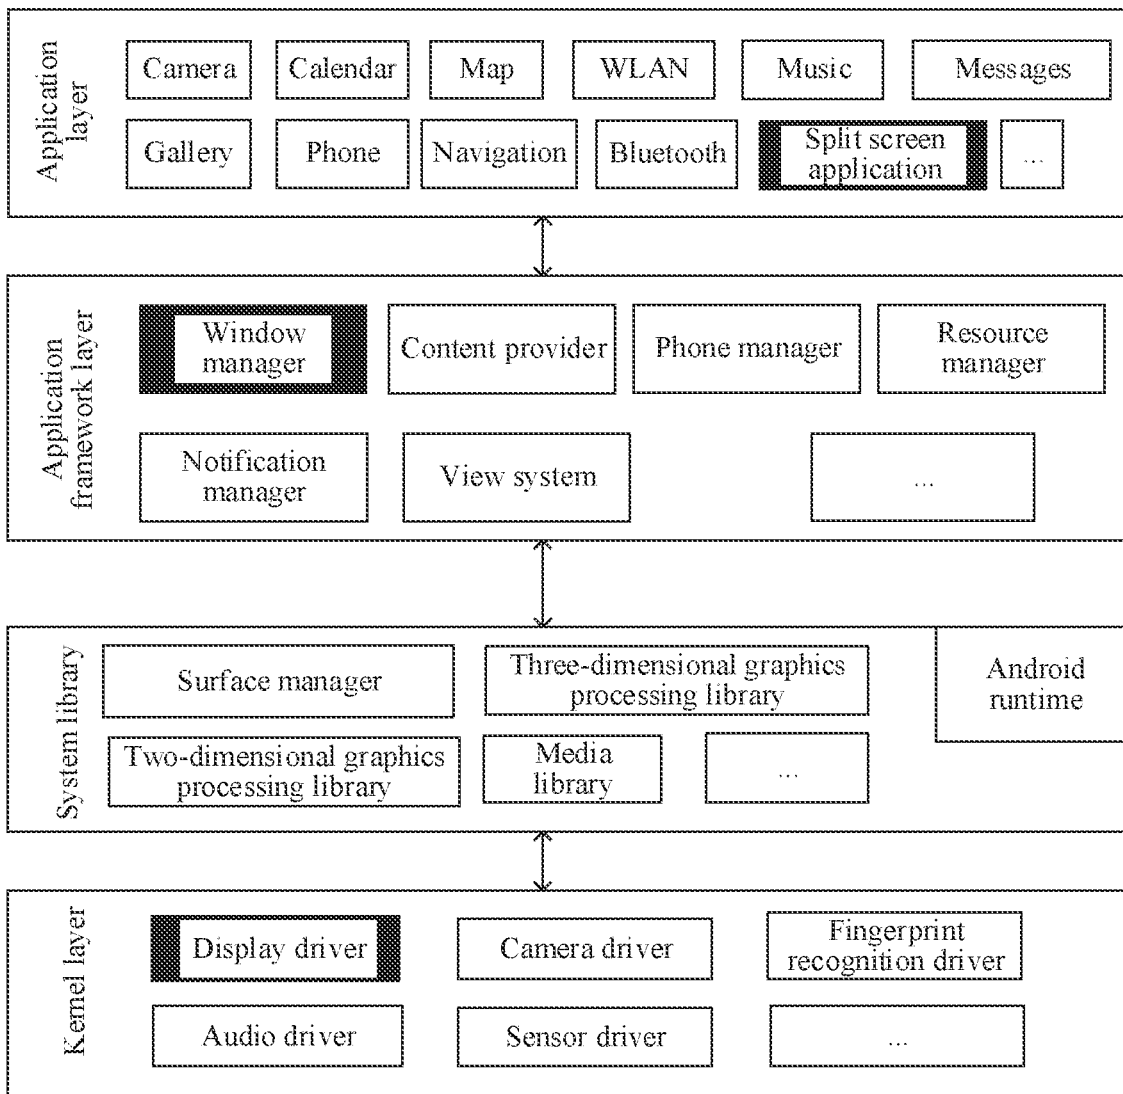 Application
layer
Camera
Calendar
Map
WLAN
Music
Messages
Gallery
Phone
Navigation
Bluetooth
Split screen
application
...
Application
framework layer
Window
manager
Content provider
Phone manager
Resource
manager
Notification
manager
View system
...
System library
Surface manager
Three-dimensional graphics
processing library
Android
runtime
Two-dimensional graphics
processing library
Media
library
...
Kernel layer
Display driver
Camera driver
Fingerprint
recognition driver
Audio driver
Sensor driver
...